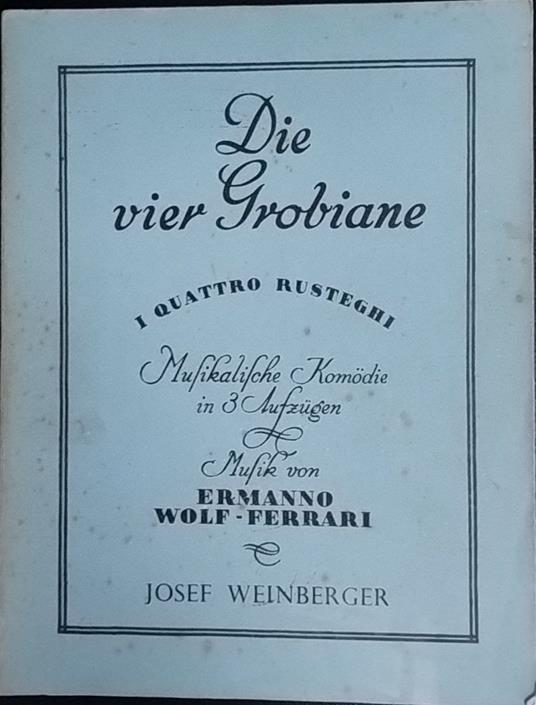 Die
vier Grobiane
I QUATTRO RUSTEGHI
Muſikaliſche Komödie
in 3 Aufzügen
Muſik von
ERMANNO
WOLF-FERRARI
JOSEF WEINBERGER